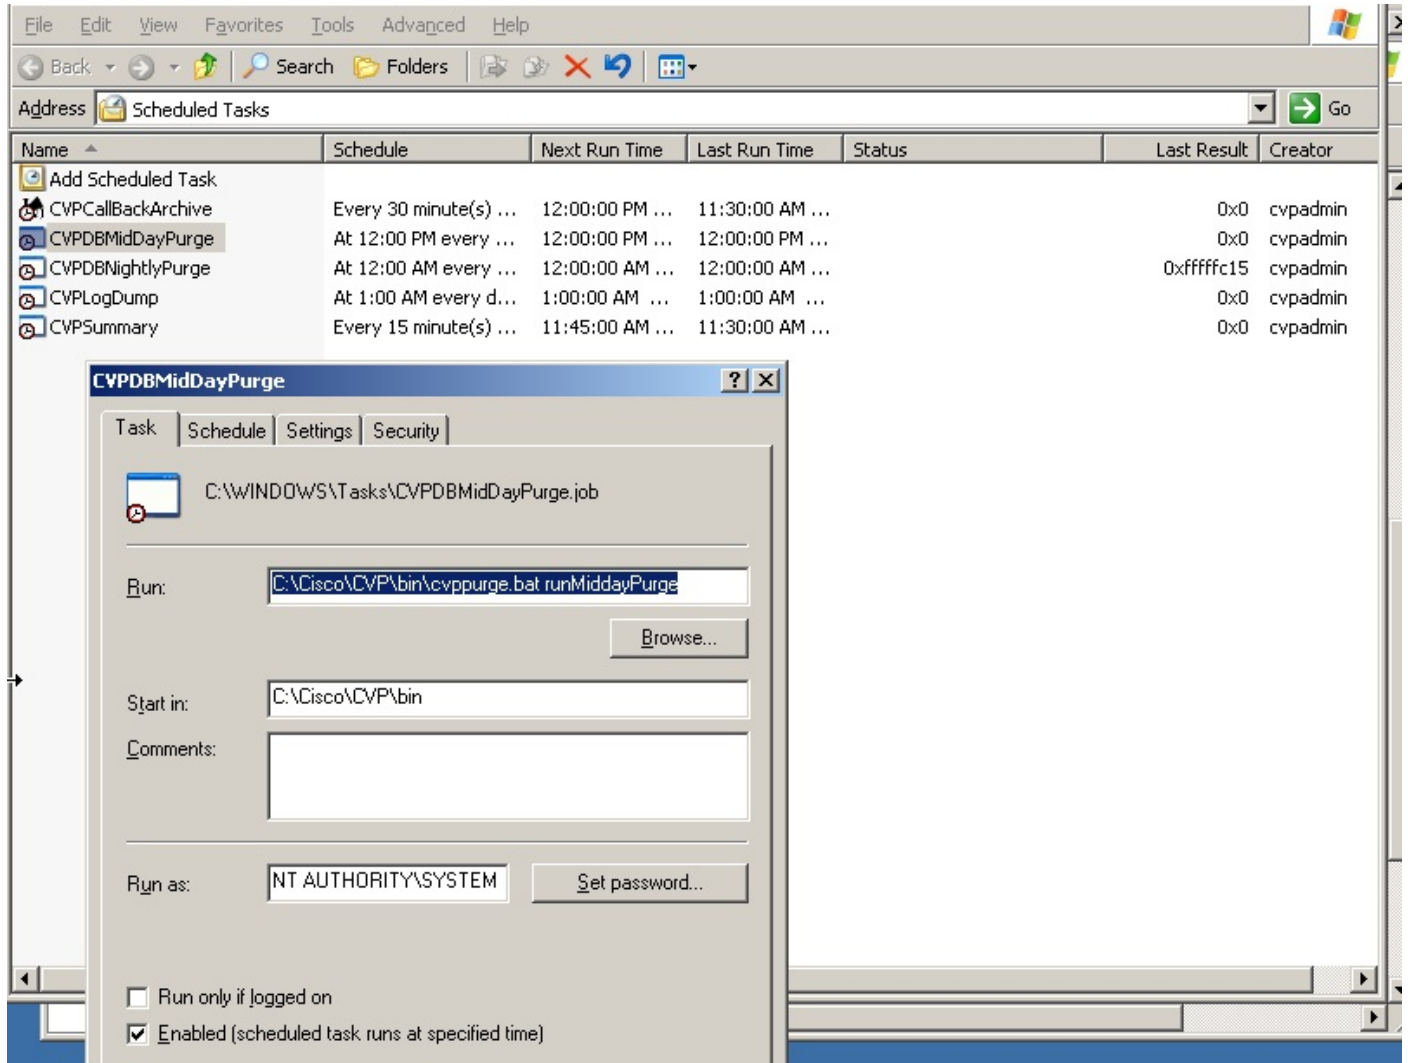 File Edit View Favorites Tools Advanced Help
Back Search Folders
Address Scheduled Tasks Go
Name Schedule Next Run Time Last Run Time Status Last Result Creator
Add Scheduled Task
CVPCallBackArchive Every 30 minute(s) ... 12:00:00 PM ... 11:30:00 AM ... 0x0 cvpadmin
CVPDBMidDayPurge At 12:00 PM every ... 12:00:00 PM ... 12:00:00 PM ... 0x0 cvpadmin
CVPDBNightlyPurge At 12:00 AM every ... 12:00:00 AM ... 12:00:00 AM ... 0xfffffc15 cvpadmin
CVPLogDump At 1:00 AM every d... 1:00:00 AM ... 1:00:00 AM ... 0x0 cvpadmin
CVPSummary Every 15 minute(s) ... 11:45:00 AM ... 11:30:00 AM ... 0x0 cvpadmin
CVPDBMidDayPurge
Task Schedule Settings Security
C:\WINDOWS\Tasks\CVPDBMidDayPurge.job
Run: C:\Cisco\CVP\bin\cvppurge.bat runMiddayPurge
Browse...
Start in: C:\Cisco\CVP\bin
Comments:
Run as: NT AUTHORITY\SYSTEM Set password...
Run only if logged on
Enabled (scheduled task runs at specified time)